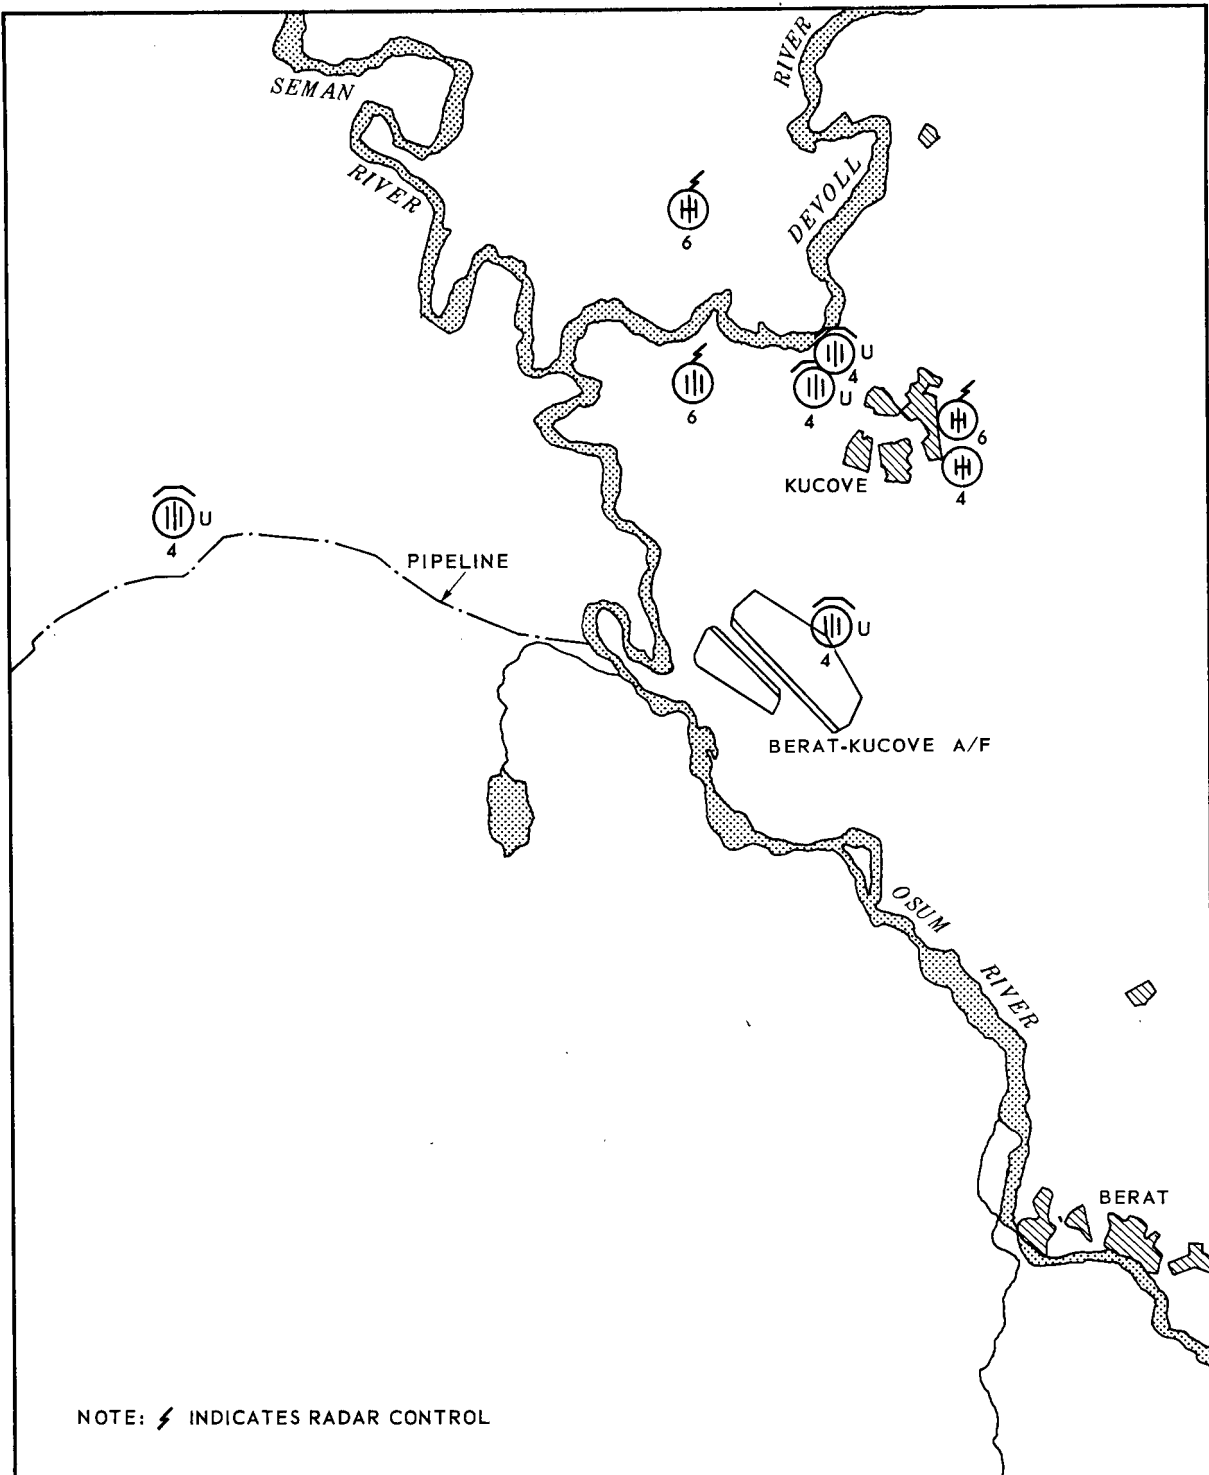 RIVER
SEMAN
RIVER
DEVOLL
6
U
4
U
4
6
6
KUCOVE
4
U
4
PIPELINE
U
4
BERAT-KUCOVE A/F
OSUM
RIVER
BERAT
NOTE: INDICATES RADAR CONTROL